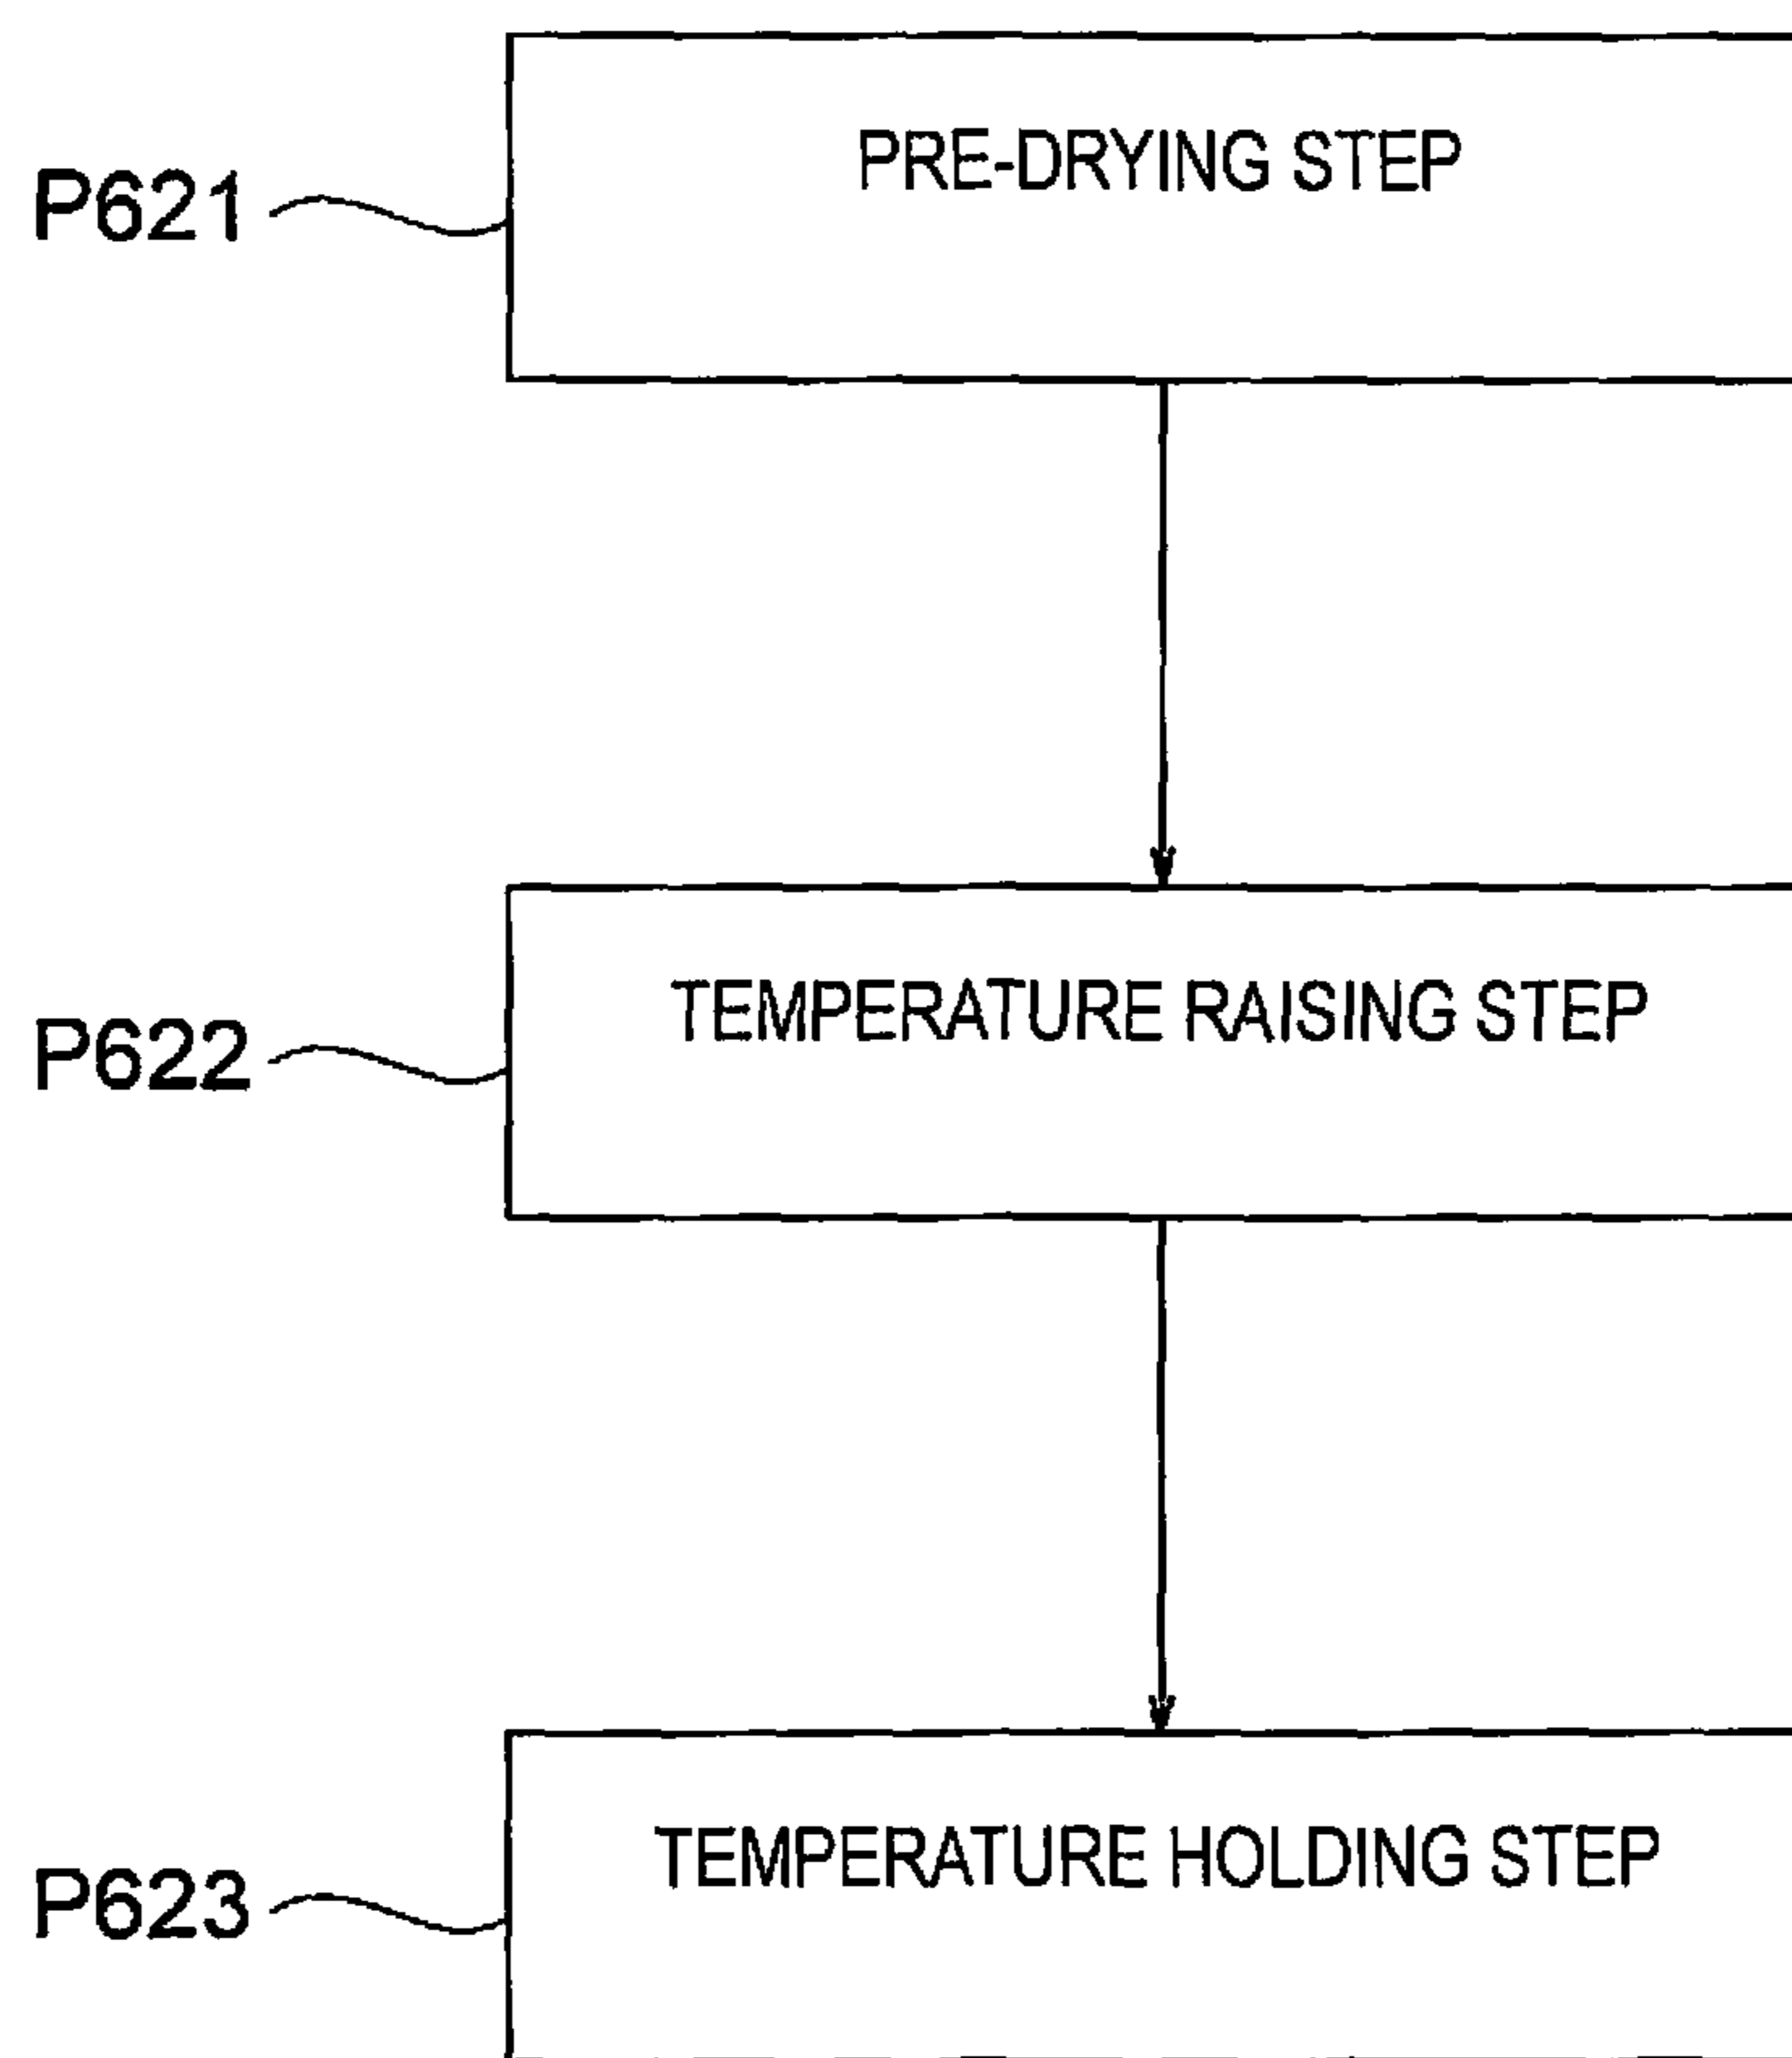 PRE-DRYING STEP
P621
TEMPERATURE RAISING STEP
P622
TEMPERATURE HOLDING STEP
P623